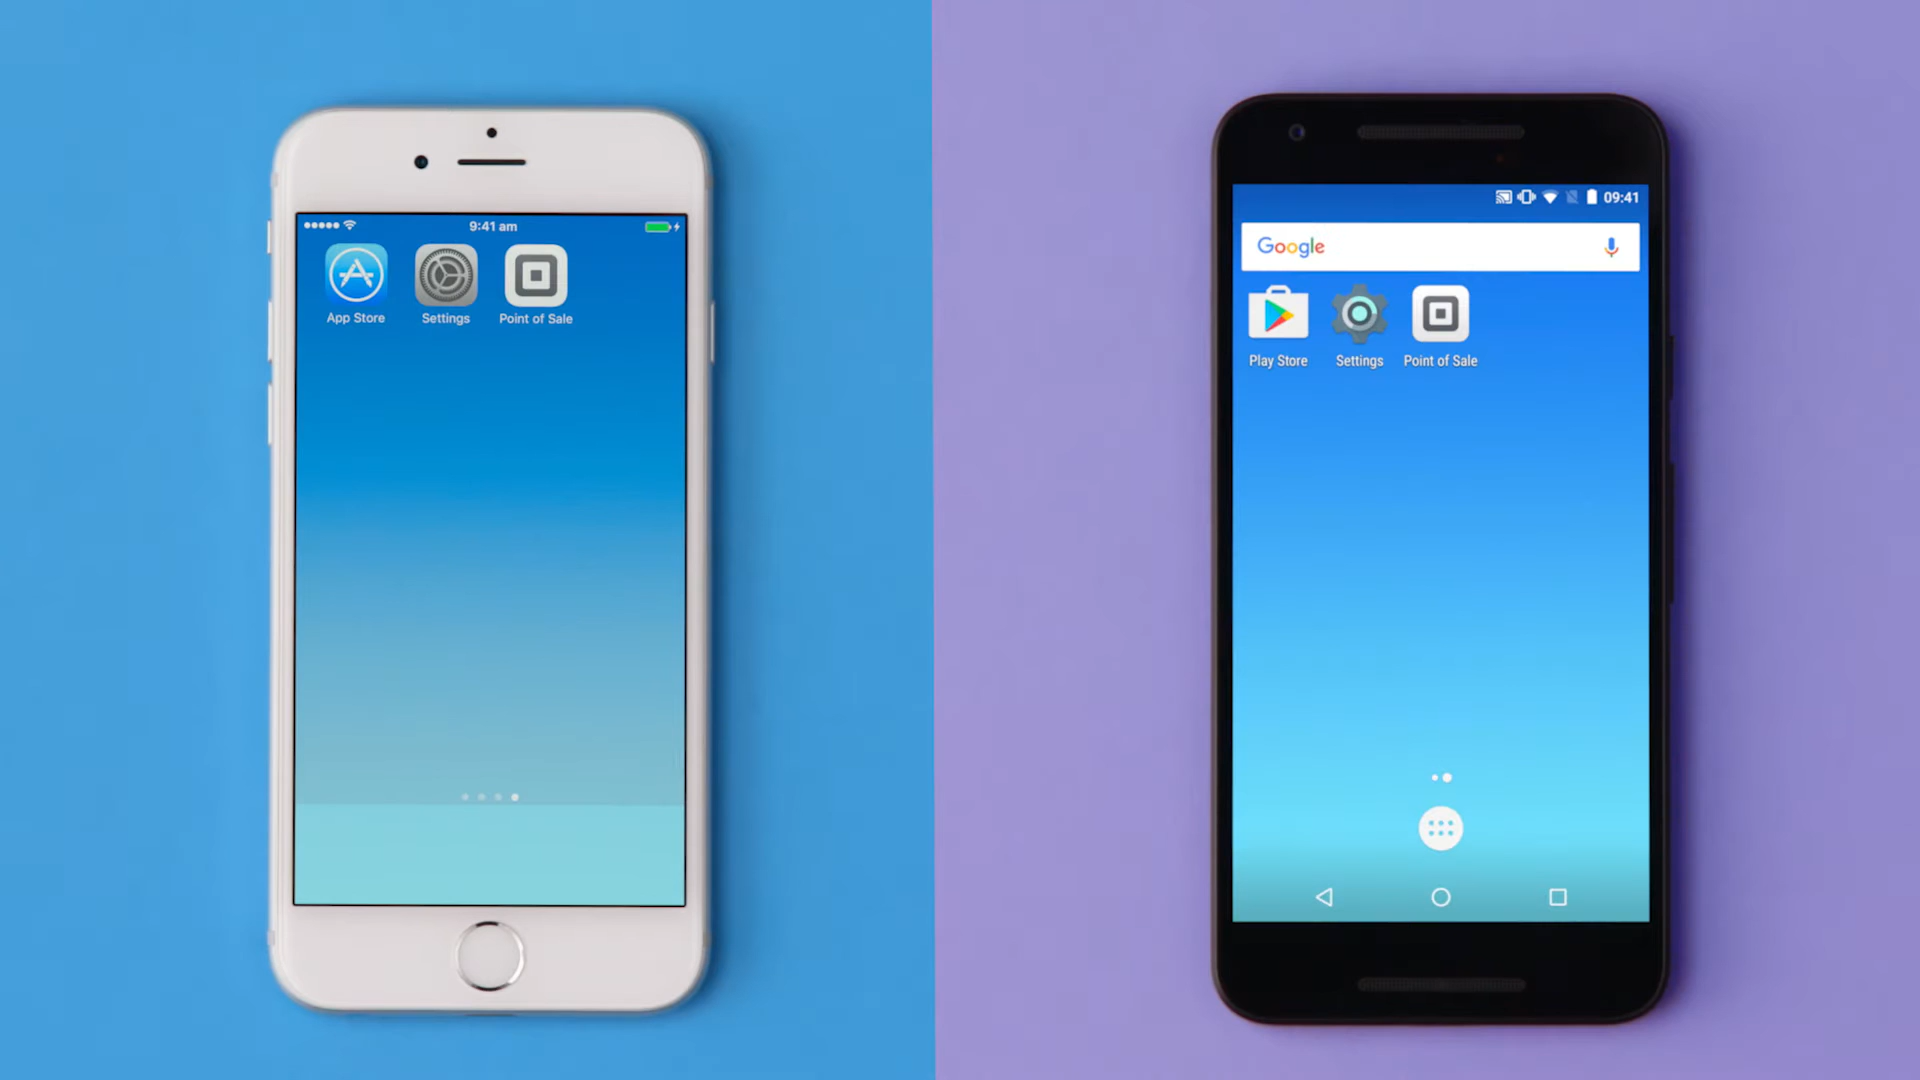 9:41 am
App Store
Settings
Point of Sale
09:41
Google
Play Store
Settings
Point of Sale